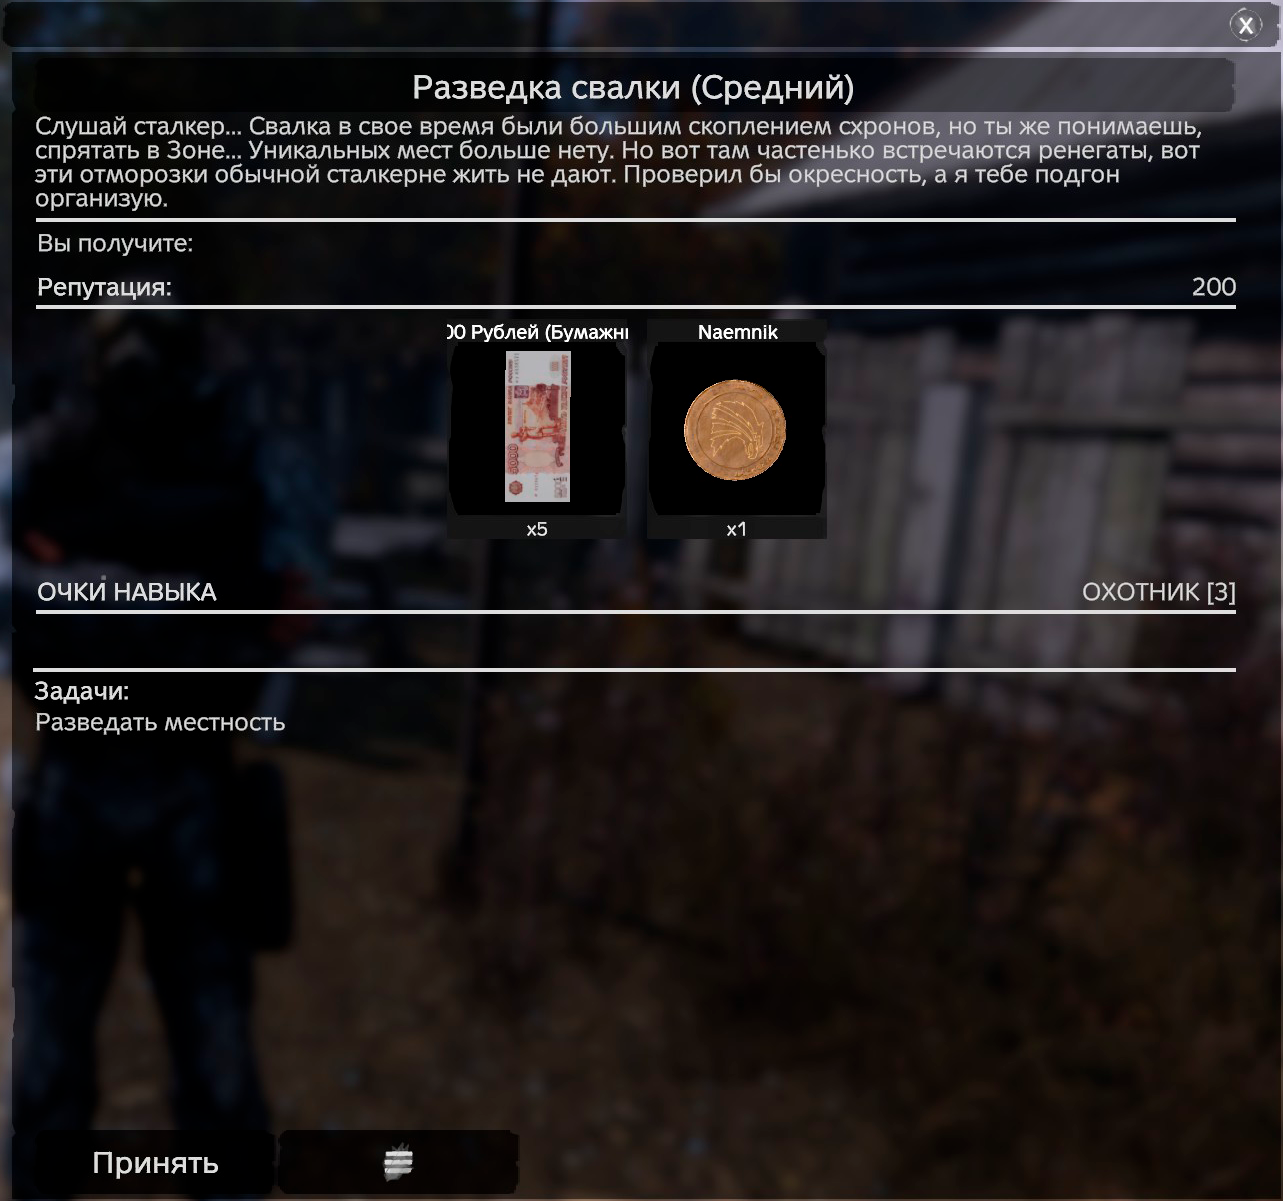 X
Разведка свалки (Средний)
Слушай сталкер... Свалка в свое время были большим скоплением схронов, но ты же понимаешь,
спрятать в Зоне... Уникальных мест больше нету. Но вот там частенько встречаются ренегаты, вот
эти отморозки обычной сталкерне жить не дают. Проверил бы окресность, а я тебе подгон
организую.
Вы получите:
Репутация: 200
00 Рублей (Бумажн Naemnik
x5 x1
ОЧКИ НАВЫКА ОХОТНИК [3]
Задачи:
Разведать местность
Принять